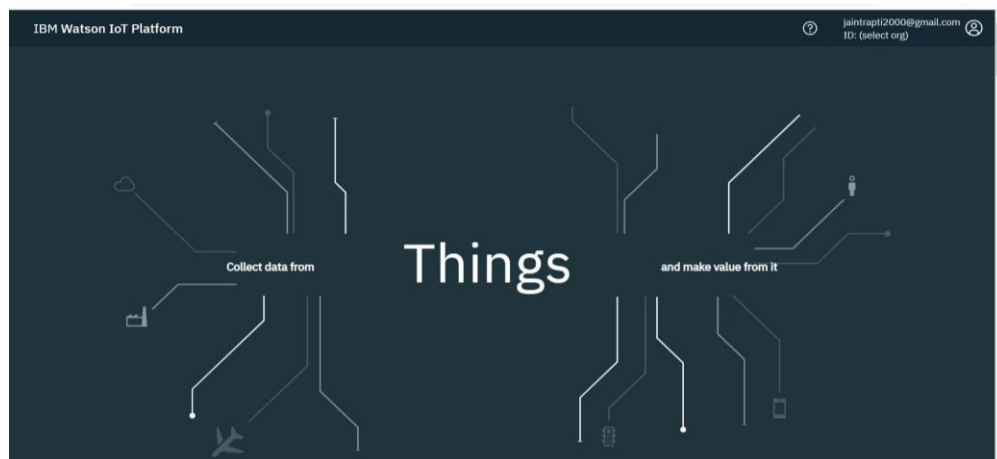 IBM Watson IoT Platform
jaintrapti2000@gmail.com
ID: (select org)
Collect data from
Things
and make value from it